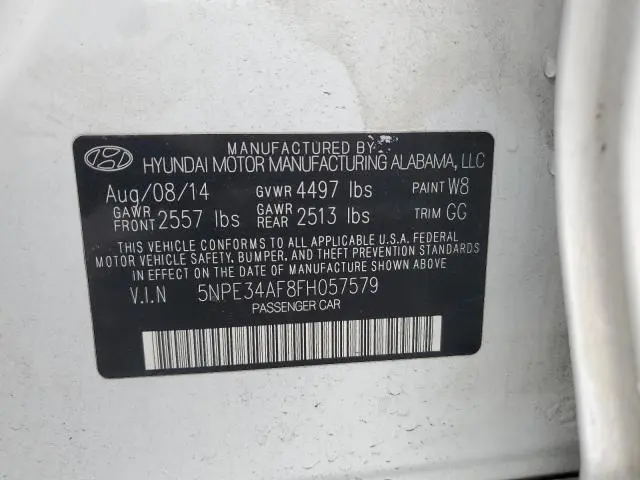 MANUFACTURED BY
HYUNDAI MOTOR MANUFACTURING ALABAMA, LLC
Aug/08/14 GVWR 4497 lbs PAINT W8
GAWR FRONT 2557 lbs GAWR REAR 2513 lbs TRIM GG
THIS VEHICLE CONFORMS TO ALL APPLICABLE U.S.A. FEDERAL
MOTOR VEHICLE SAFETY, BUMPER, AND THEFT PREVENTION STANDARDS
IN EFFECT ON THE DATE OF MANUFACTURE SHOWN ABOVE
V.I.N 5NPE34AF8FH057579
PASSENGER CAR